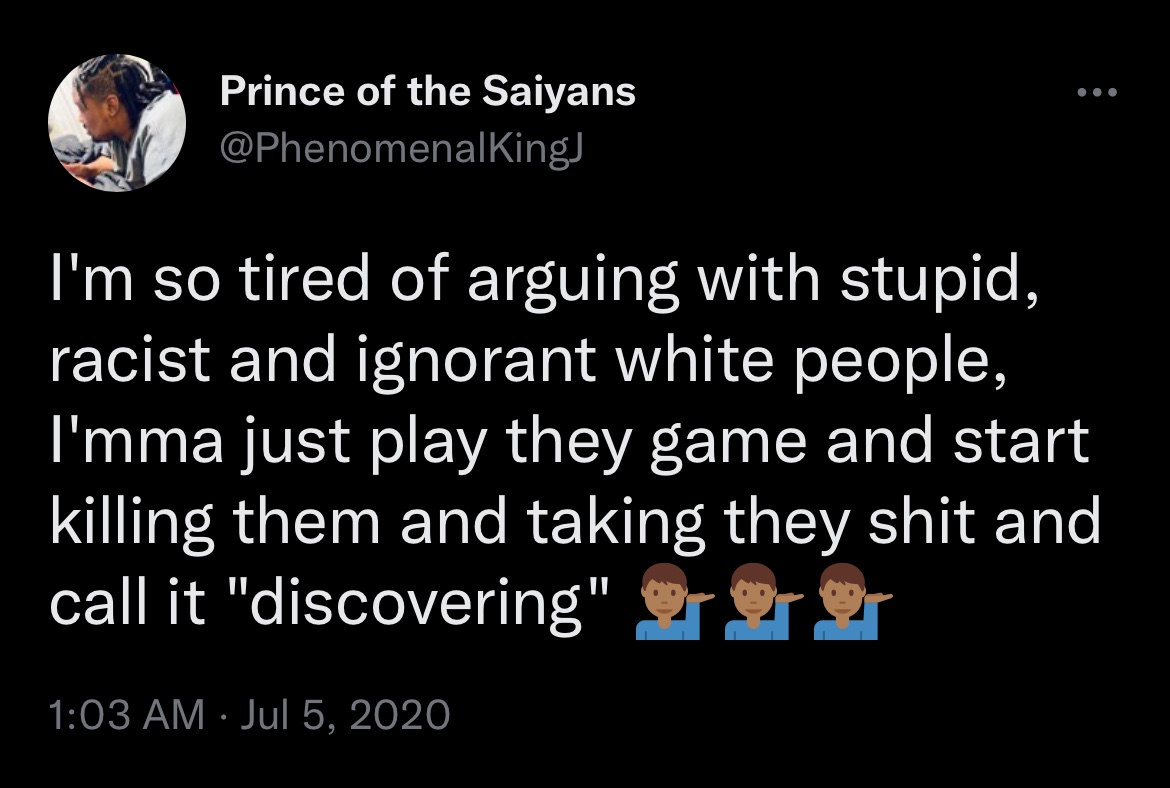 Prince of the Saiyans
@PhenomenalKingJ
I'm so tired of arguing with stupid,
racist and ignorant white people,
I'mma just play they game and start
killing them and taking they shit and
call it "discovering" 💁🏽‍♂️💁🏽‍♂️💁🏽‍♂️
1:03 AM · Jul 5, 2020